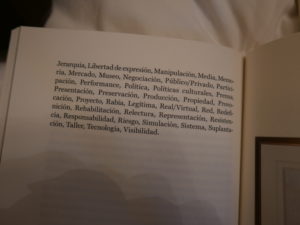 Jerarquía, Libertad de expresión, Manipulación, Media, Memo-
ria, Mercado, Museo, Negociación, Público/Privado, Partici-
pación, Performance, Política, Políticas culturales, Prensa,
Presentación, Preservación, Producción, Propiedad, Provo-
cación, Proyecto, Rabia, Legítima, Real/Virtual, Red, Redefi-
nición, Rehabilitación, Relectura, Representación, Resisten-
cia, Responsabilidad, Riesgo, Simulación, Sistema, Suplanta-
ción, Taller, Tecnología, Visibilidad.